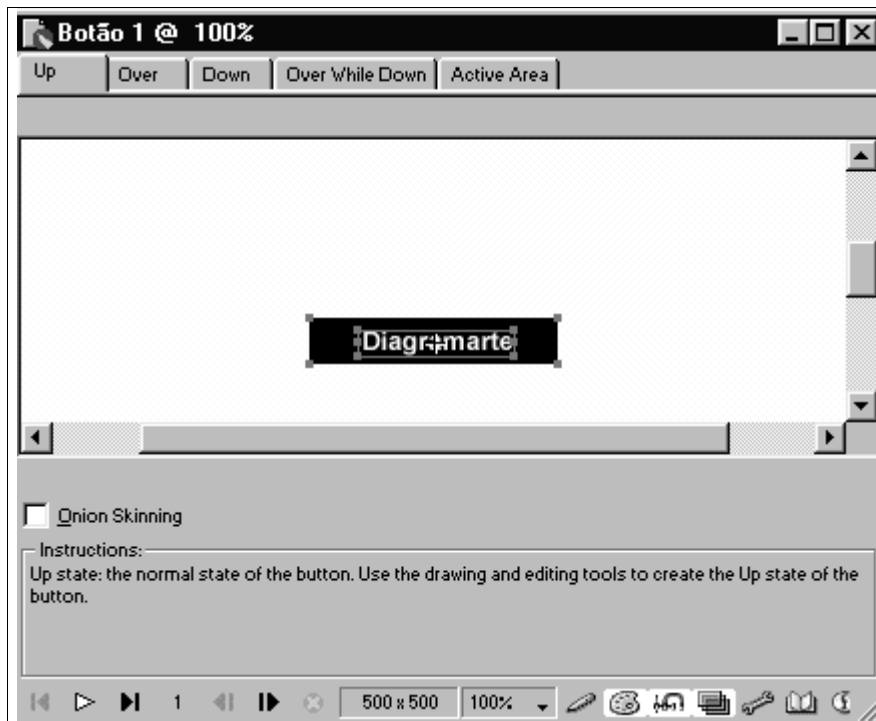 Botão 1 @ 100%
Up Over Down Over While Down Active Area
Diagramarte
Onion Skinning
Instructions:
Up state: the normal state of the button. Use the drawing and editing tools to create the Up state of the
button.
1 500 x 500 100%